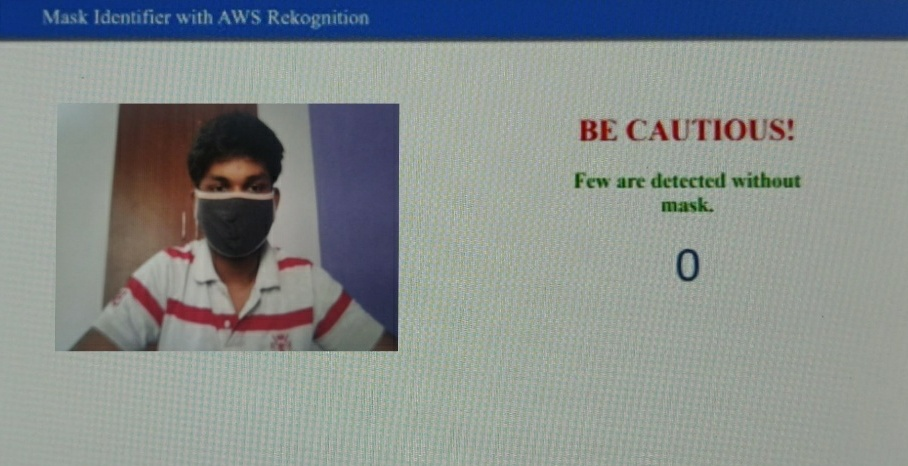 Mask Identifier with AWS Rekognition
BE CAUTIOUS!
Few are detected without
mask.
0